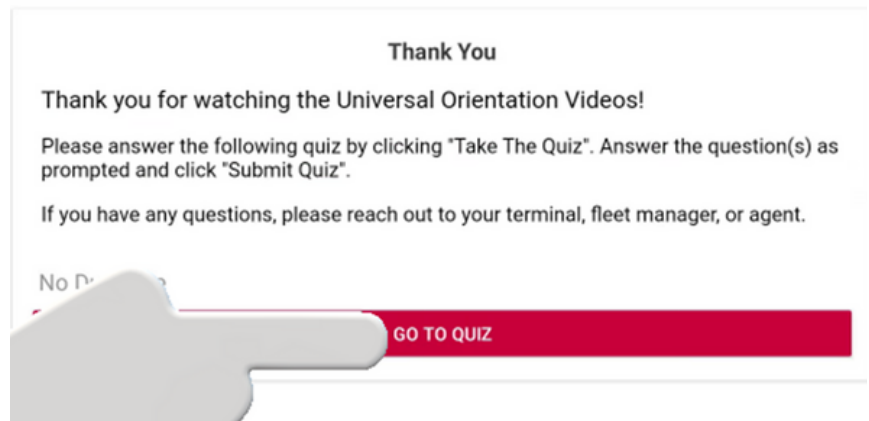 Thank You
Thank you for watching the Universal Orientation Videos!
Please answer the following quiz by clicking "Take The Quiz". Answer the question(s) as
prompted and click "Submit Quiz".
If you have any questions, please reach out to your terminal, fleet manager, or agent.
No
GO TO QUIZ